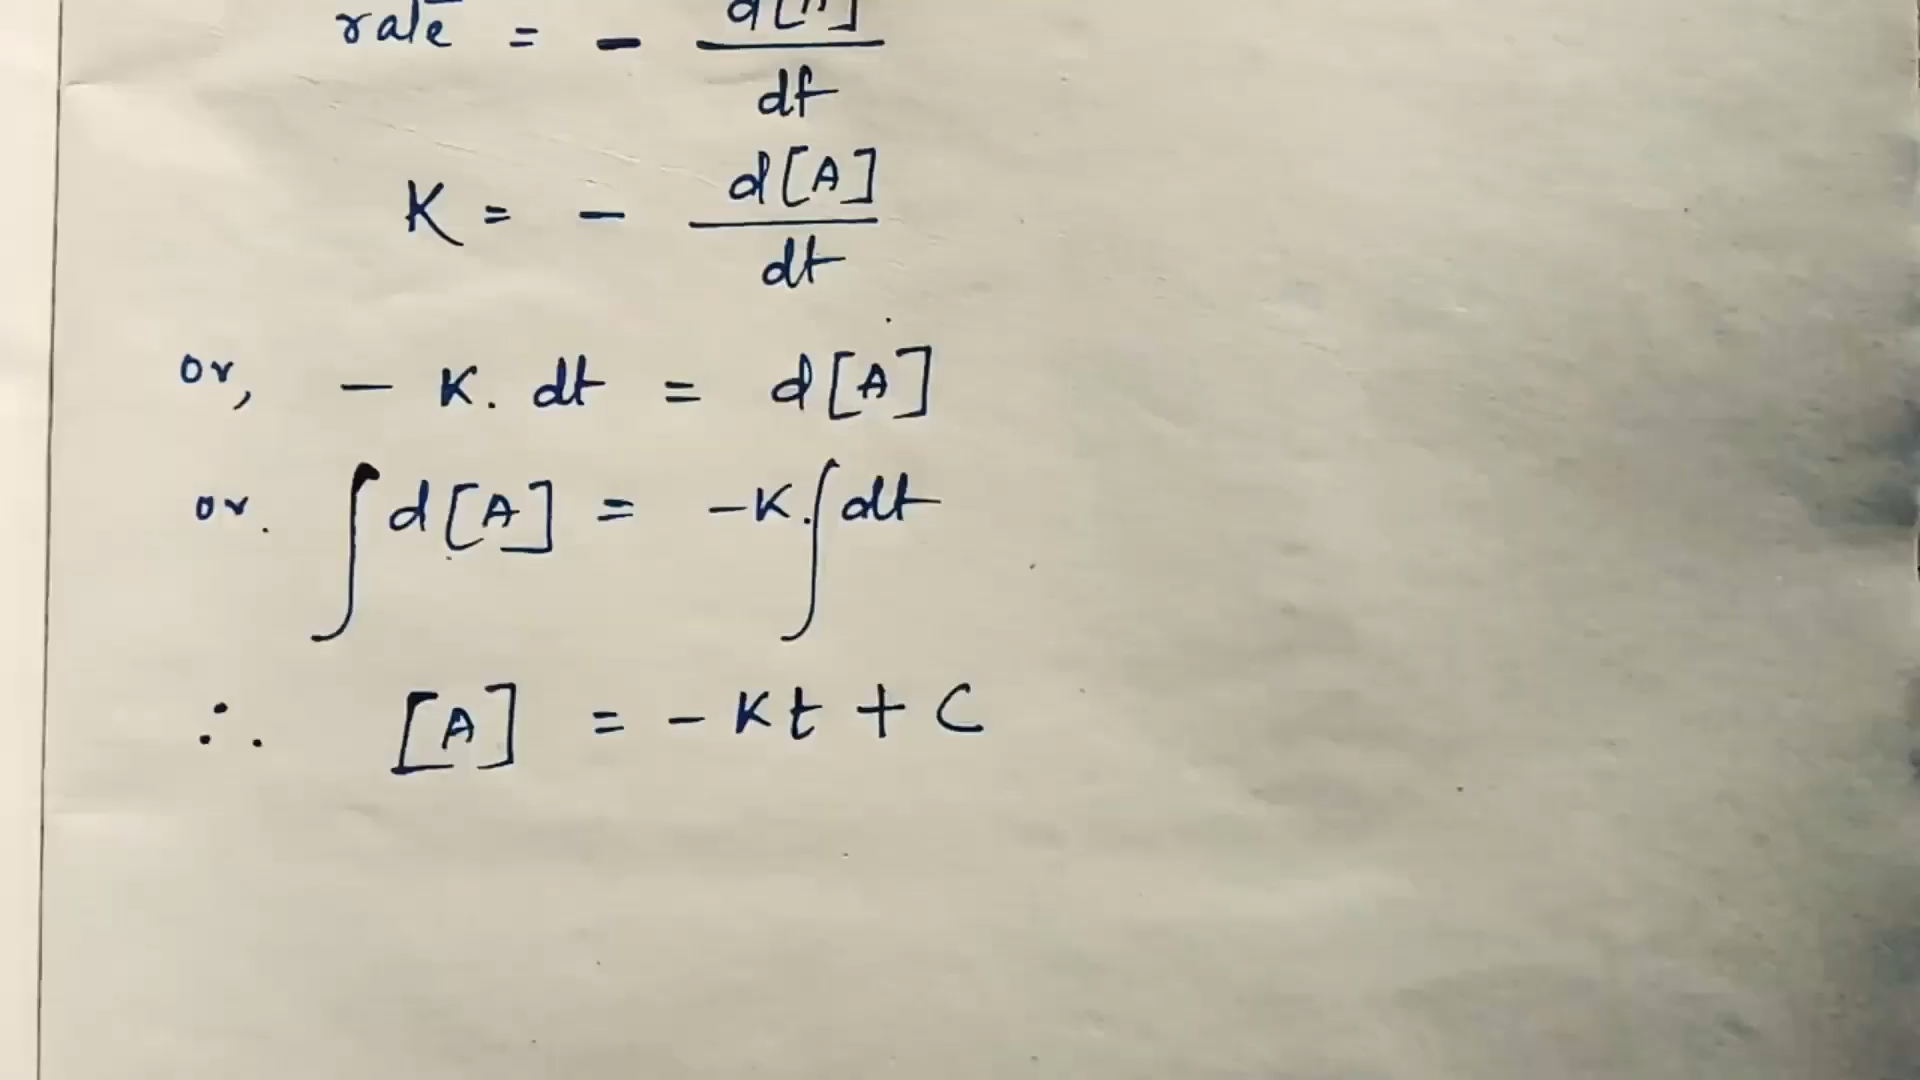 rate = - d[A]
dt
K = - d[A]
dt
or, - K. dt = d[A]
or. ∫d[A] = -K.∫dt
∴ [A] = - Kt + C